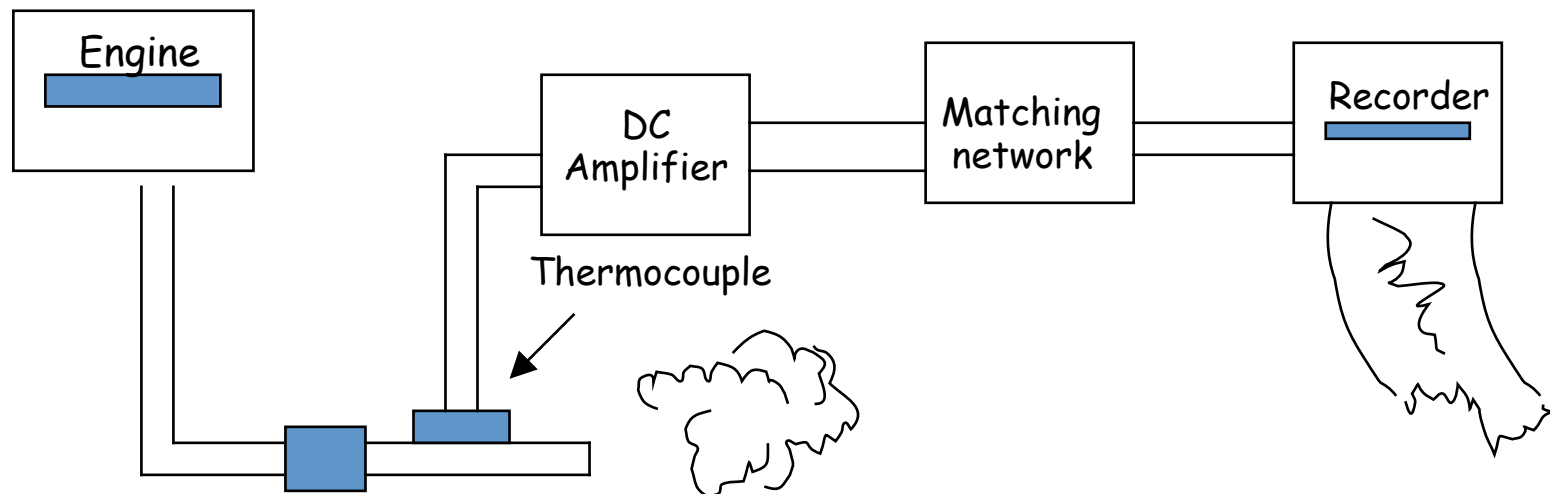 Engine
DC
Amplifier
Matching
network
Recorder
Thermocouple